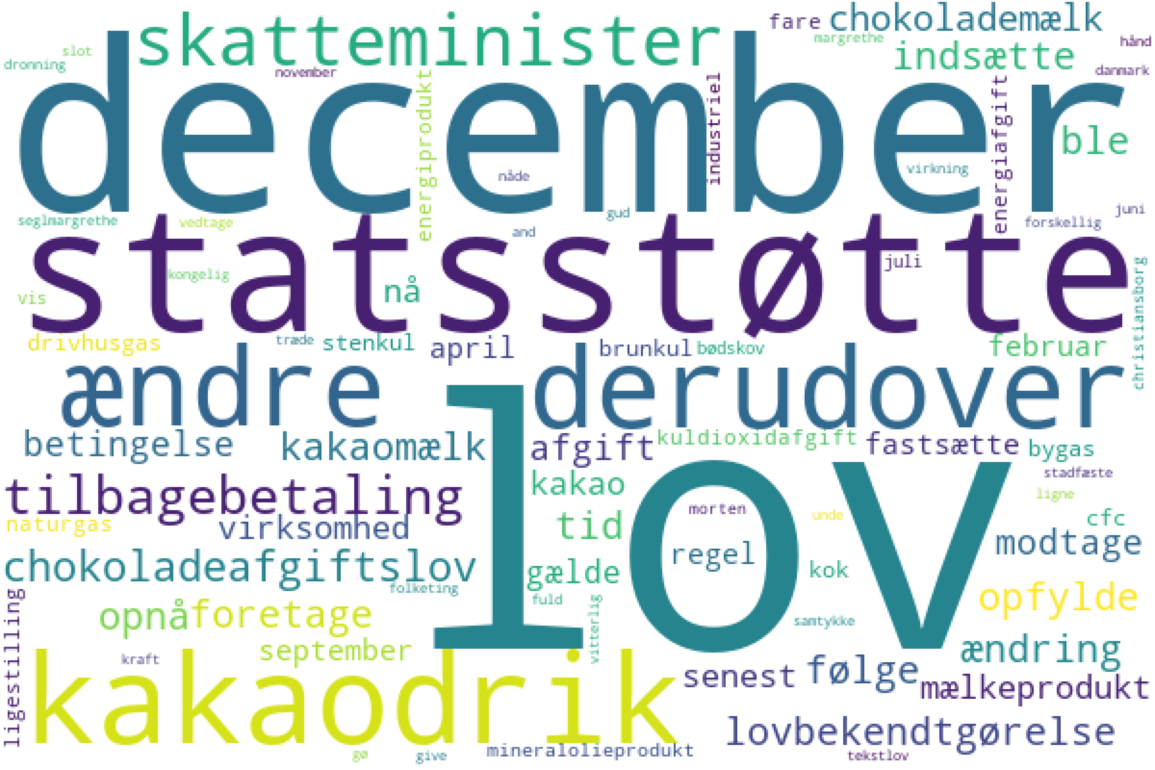 skatteminister
fare
chokolademælk
margrethe
hånd
slot
dronning
november
indsætte
danmark
december
energiprodukt
industriel
energiafgift
ble
nåde
virkning
seglmargrethe
vedtage
gud
and
forskellig
juni
statsstøtte
kongelig
juli
nå
vis
christiansborg
drivhusgas
træde
stenkul
april
brunkul
bødskov
februar
ændre
derudover
betingelse
kakaomælk
afgift
kuldioxidafgift
fastsætte
bygas
stadfæste
tilbagebetaling
kakao
ligne
lov
naturgas
virksomhed
tid
morten
unde
cfc
regel
modtage
chokoladeafgiftslov
gælde
kok
folketing
fuld
opfylde
ligestilling
opnå
foretage
vitterlig
samtykke
september
ændring
kraft
kakaodrik
senest
følge
mælkeprodukt
lovbekendtgørelse
gø
give
mineralolieprodukt
tekstlov